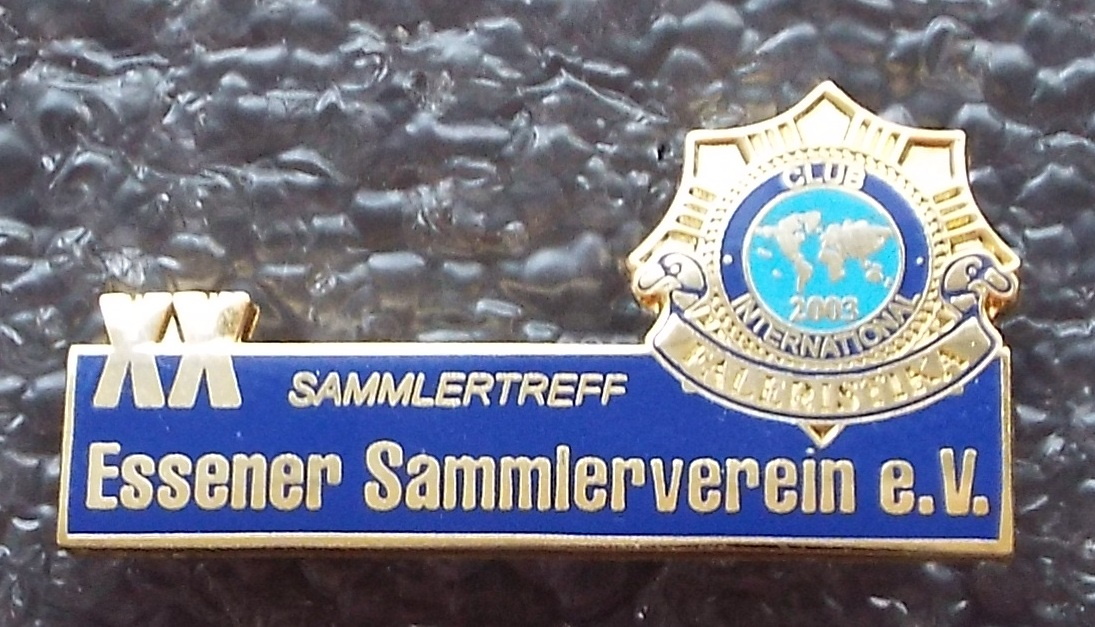 CLUB
2003
INTERNATIONAL
FALERISTIKA
XX SAMMLERTREFF
Essener Sammlerverein e.V.